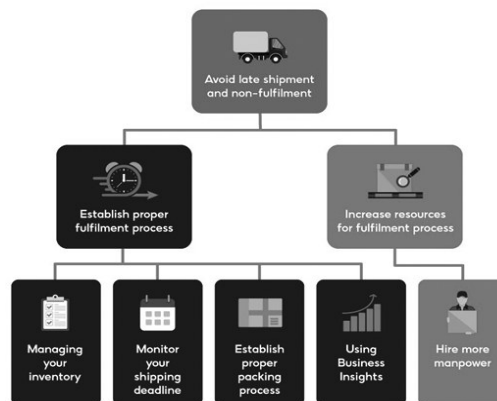 Avoid late shipment
and non-fulfilment
Establish proper
fulfilment process
Increase resources
for fulfilment process
Managing
your
inventory
Monitor
your
shipping
deadline
Establish
proper
packing
process
Using
Business
Insights
Hire more
manpower